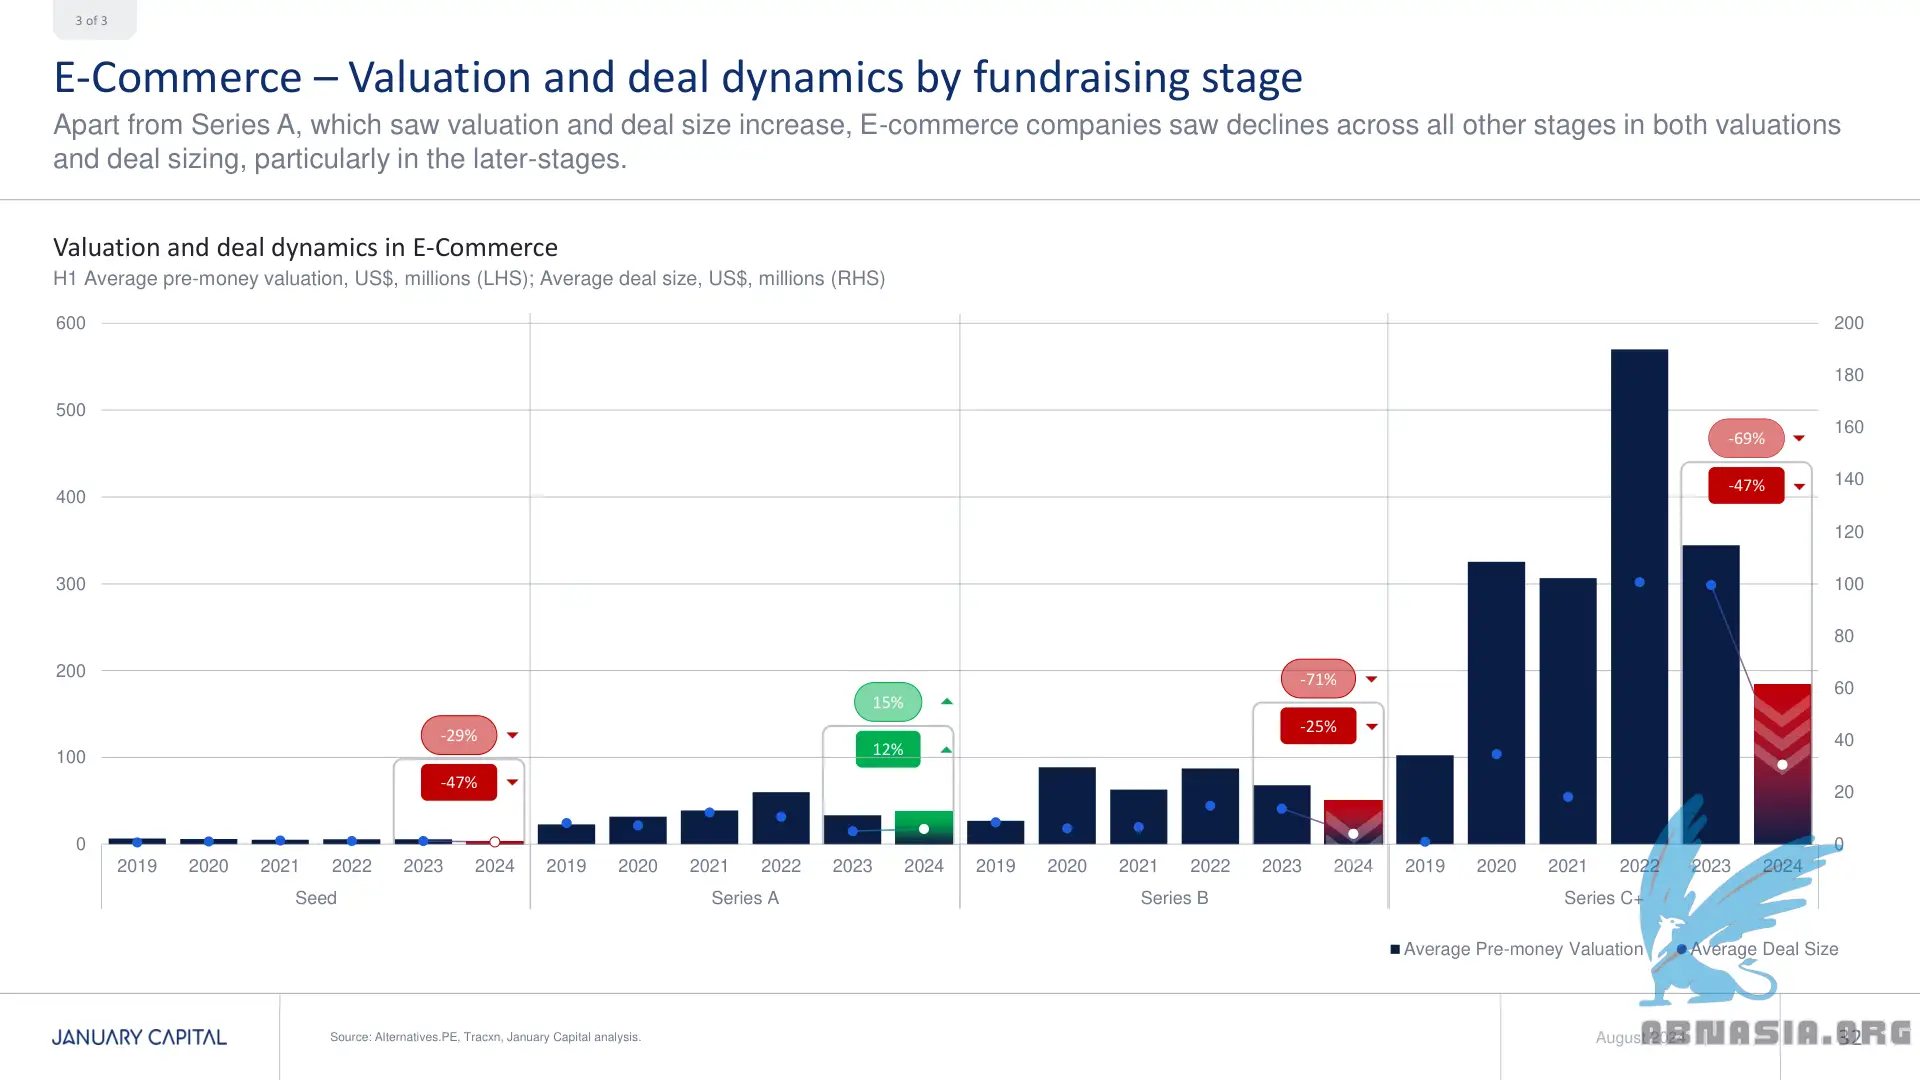 3 of 3
E-Commerce – Valuation and deal dynamics by fundraising stage
Apart from Series A, which saw valuation and deal size increase, E-commerce companies saw declines across all other stages in both valuations
and deal sizing, particularly in the later-stages.
Valuation and deal dynamics in E-Commerce
H1 Average pre-money valuation, US$, millions (LHS); Average deal size, US$, millions (RHS)
600 200
180
500
160
-69%
140
-47%
400
120
300 100
80
200
-71%
60
15%
-25%
-29%
12%
40
100
-47%
20
0 0
2019 2020 2021 2022 2023 2024 2019 2020 2021 2022 2023 2024 2019 2020 2021 2022 2023 2024 2019 2020 2021 2022 2023 2024
Seed Series A Series B Series C+
Average Pre-money Valuation Average Deal Size
JANUARY CAPITAL
Source: Alternatives.PE, Tracxn, January Capital analysis.
August 2024
32
ABNASIA.ORG